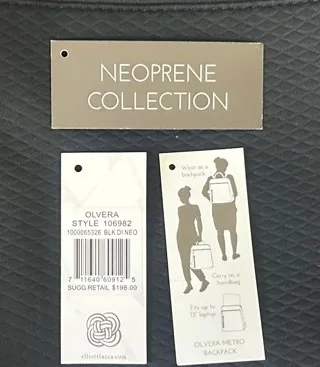 NEOPRENE
COLLECTION
OLVERA
STYLE 106982
1000065326 BLK DI NEO
7 11640 60912 5
SUGG RETAIL $198.00
elliottlucca.com
Wear as a
backpack
Carry as a
handbag
Fits up to
13" laptop
OLVERA METRO
BACKPACK